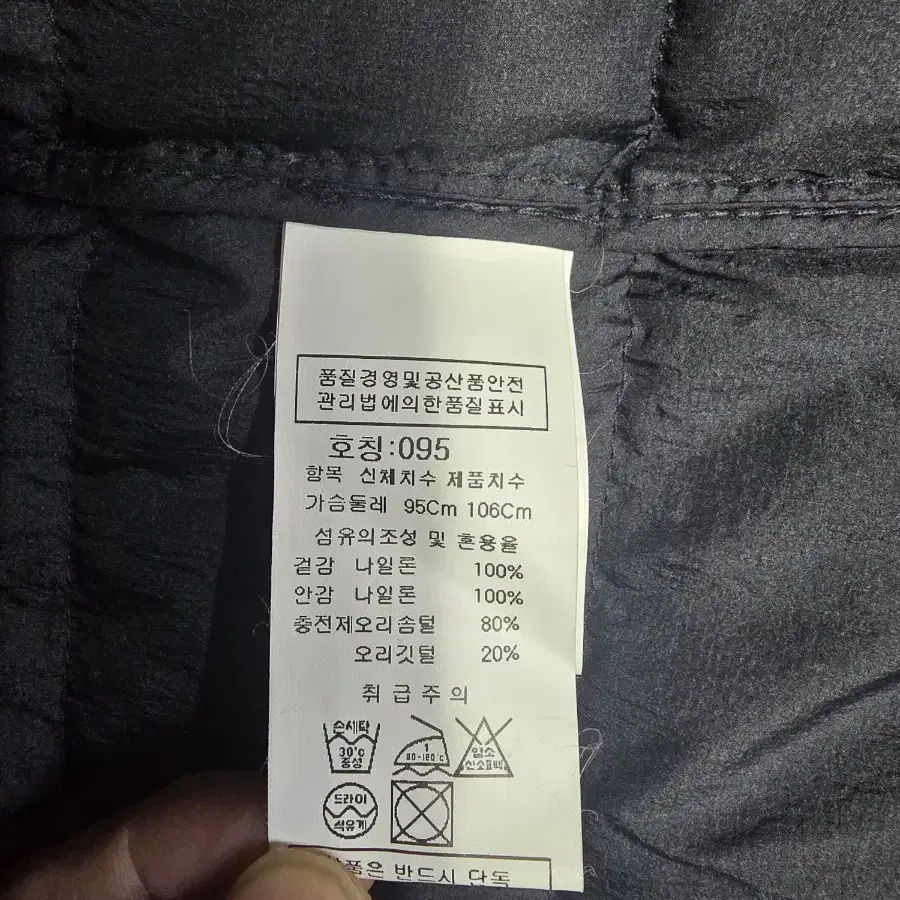 품질경영및공산품안전
관리법에의한품질표시
호칭:095
항목 신체치수 제품치수
가슴둘레 95Cm 106Cm
섬유의조성 및 혼용율
겉감 나일론 100%
안감 나일론 100%
충전제오리솜털 80%
오리깃털 20%
취급주의
손세탁
30℃
중성
1
80~120℃
염소
산소표백
드라이
석유계
품은 반드시 단독